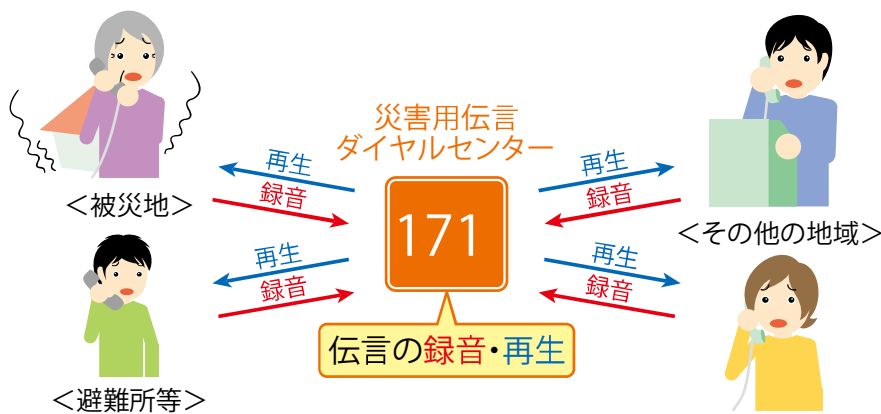 災害用伝言
ダイヤルセンター
171
伝言の録音・再生
再生
録音
＜被災地＞
再生
録音
＜避難所等＞
再生
録音
＜その他の地域＞
再生
録音